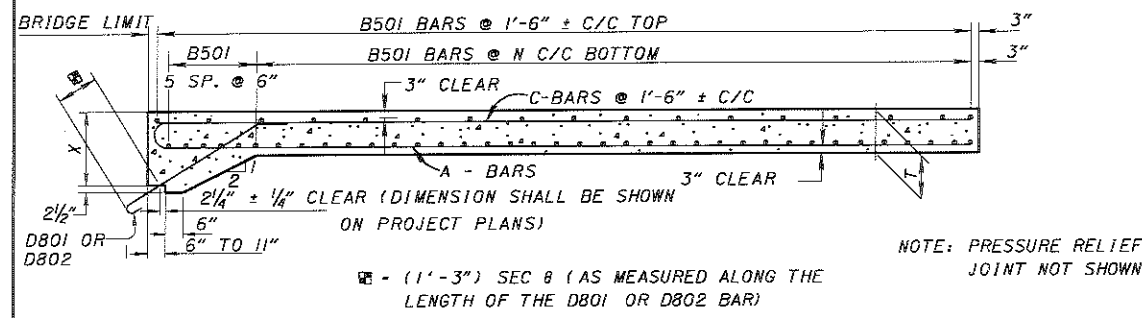 B501 BARS @ 1'-6" ± C/C TOP
BRIDGE LIMIT
3"
B501
B501 BARS @ N C/C BOTTOM
3"
5 SP. @ 6"
3" CLEAR
C-BARS @ 1'-6" ± C/C
X
A - BARS
T
2
3" CLEAR
2 1/4" ± 1/4" CLEAR (DIMENSION SHALL BE SHOWN
ON PROJECT PLANS)
2 1/2"
6"
D801 OR
D802
6" TO 11"
NOTE: PRESSURE RELIEF
JOINT NOT SHOWN
- (1'-3") SEC θ (AS MEASURED ALONG THE
LENGTH OF THE D801 OR D802 BAR)